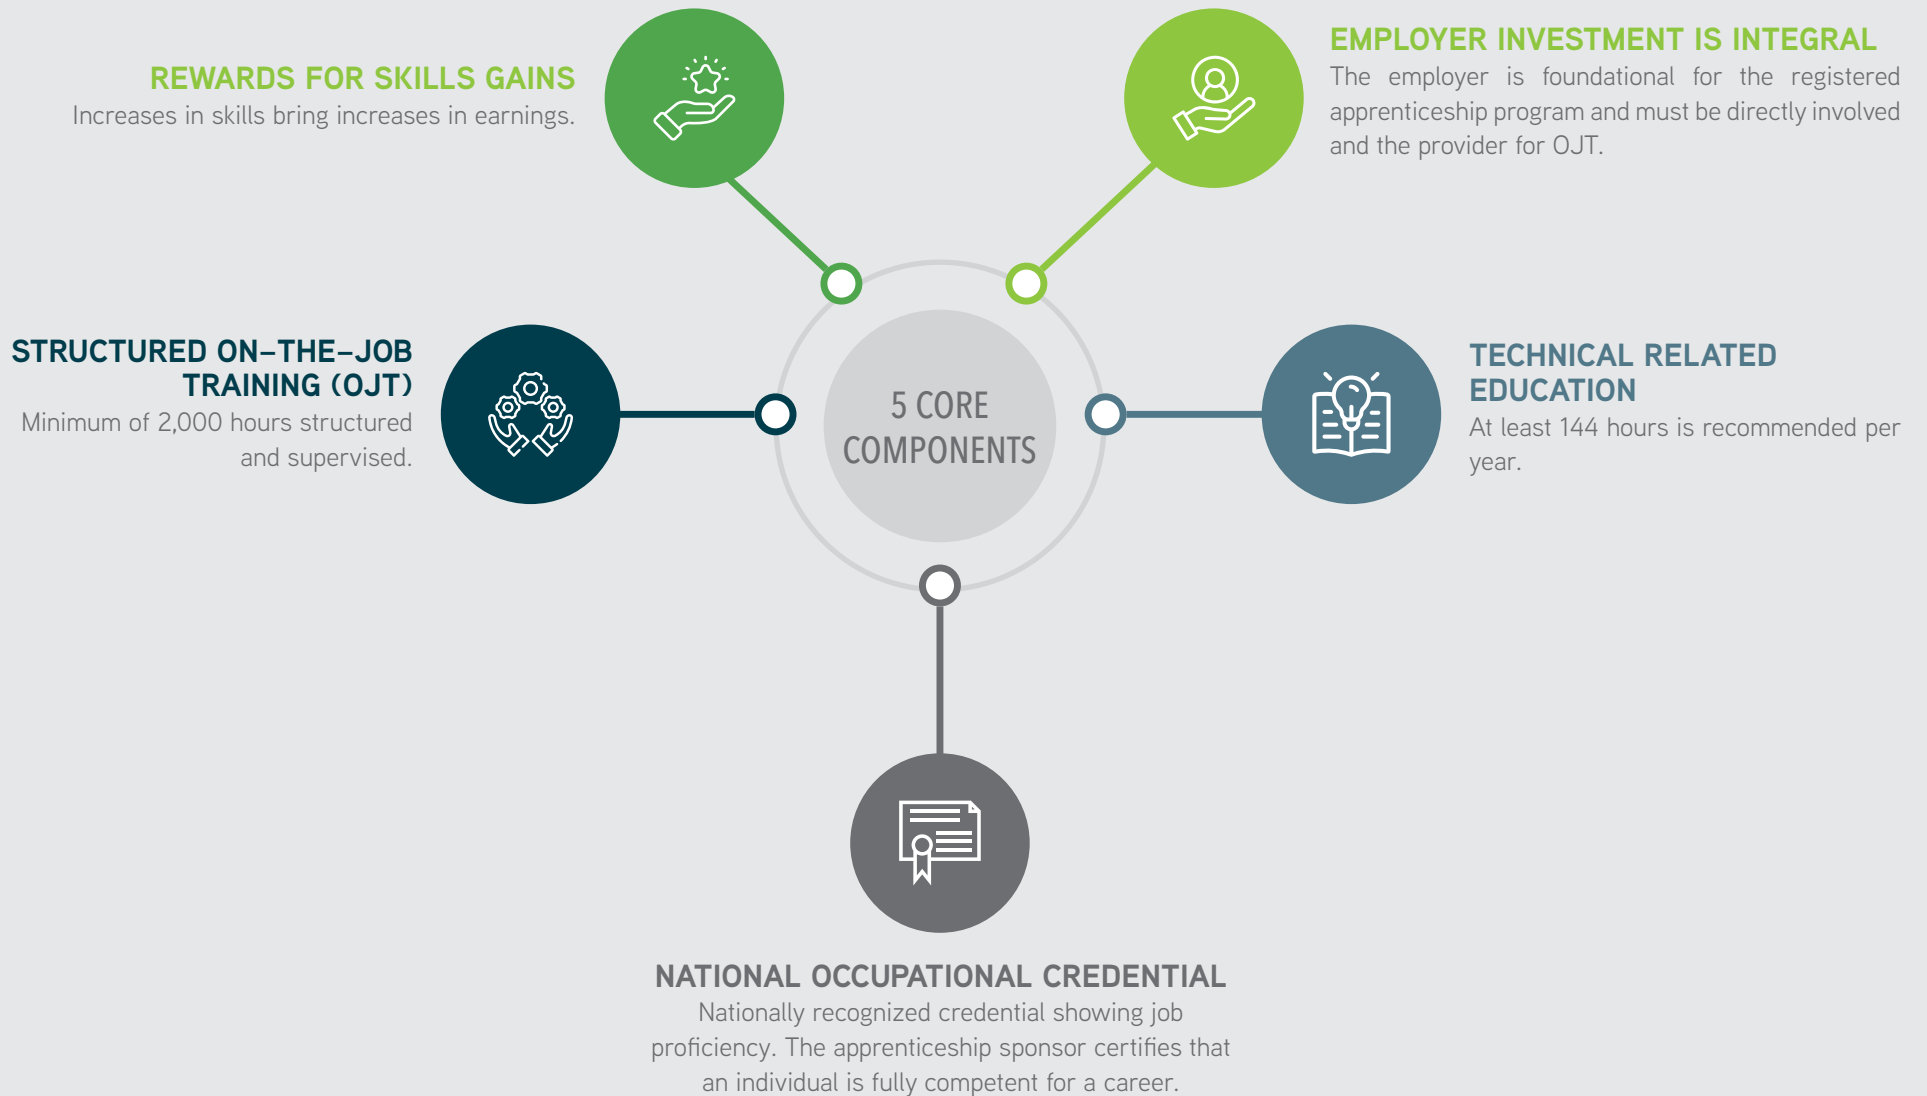 REWARDS FOR SKILLS GAINS
Increases in skills bring increases in earnings.
EMPLOYER INVESTMENT IS INTEGRAL
The employer is foundational for the registered
apprenticeship program and must be directly involved
and the provider for OJT.
STRUCTURED ON-THE-JOB
TRAINING (OJT)
Minimum of 2,000 hours structured
and supervised.
5 CORE
COMPONENTS
TECHNICAL RELATED
EDUCATION
At least 144 hours is recommended per
year.
NATIONAL OCCUPATIONAL CREDENTIAL
Nationally recognized credential showing job
proficiency. The apprenticeship sponsor certifies that
an individual is fully competent for a career.